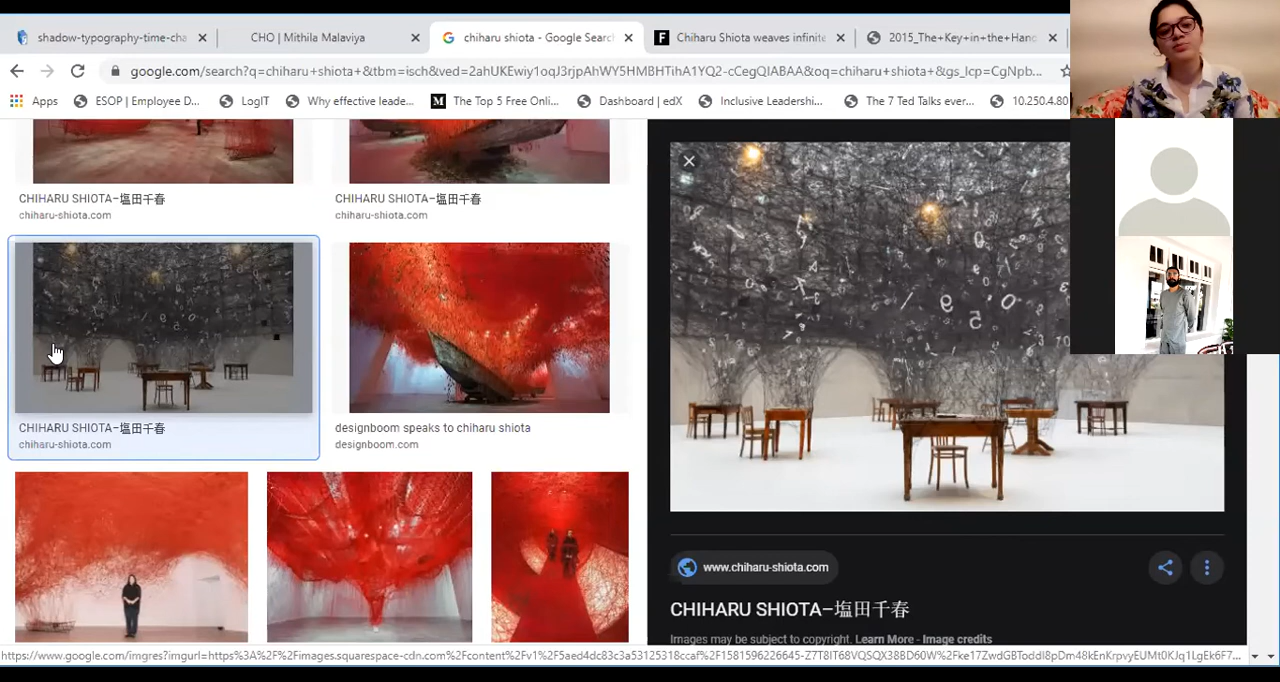 shadow-typography-time-cha
CHO | Mithila Malaviya
chiharu shiota - Google Searc
Chiharu Shiota weaves infinite
2015_The+Key+in+the+Hand
google.com/search?q=chiharu+shiota+&tbm=isch&ved=2ahUKEwiy1oqJ3rjpAhWY5HMBHTihA1YQ2-cCegQIABAA&oq=chiharu+shiota+&gs_lcp=CgNpb...
Apps
ESOP | Employee D...
LogIT
Why effective leade...
The Top 5 Free Onli...
Dashboard | edX
Inclusive Leadershi...
The 7 Ted Talks ever...
10.250.4.80
CHIHARU SHIOTA–塩田千春
chiharu-shiota.com
CHIHARU SHIOTA–塩田千春
chiharu-shiota.com
CHIHARU SHIOTA–塩田千春
chiharu-shiota.com
designboom speaks to chiharu shiota
designboom.com
www.chiharu-shiota.com
CHIHARU SHIOTA–塩田千春
Images may be subject to copyright. Learn More - Image credits